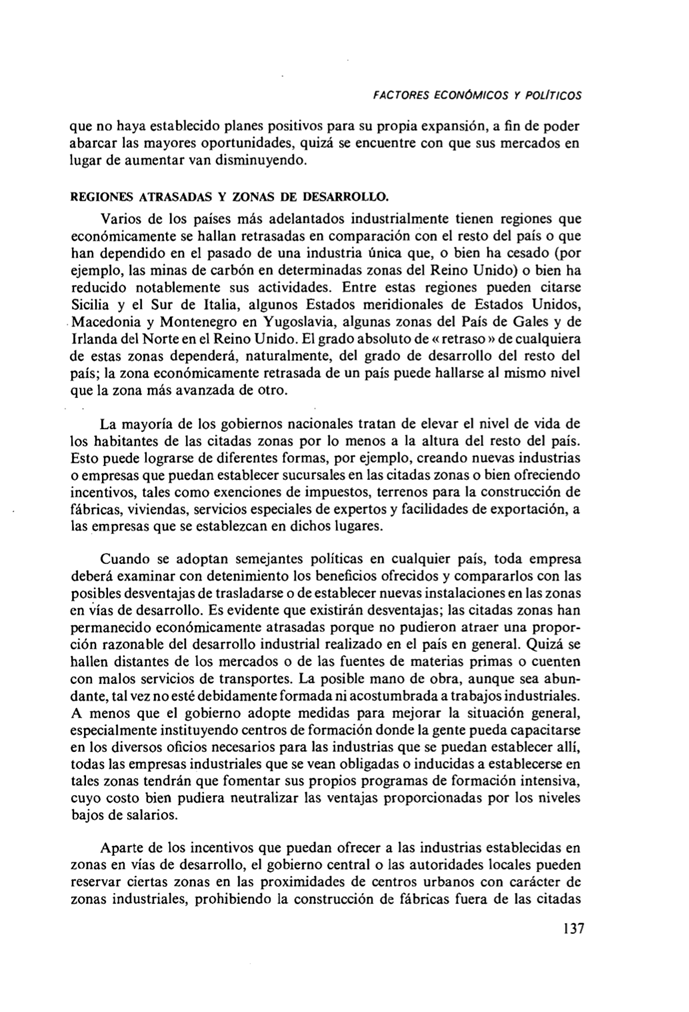 FACTORES ECONÓMICOS Y POLÍTICOS
que no haya establecido planes positivos para su propia expansión, a fin de poder
abarcar las mayores oportunidades, quizá se encuentre con que sus mercados en
lugar de aumentar van disminuyendo.
REGIONES ATRASADAS Y ZONAS DE DESARROLLO.
Varios de los países más adelantados industrialmente tienen regiones que
económicamente se hallan retrasadas en comparación con el resto del país o que
han dependido en el pasado de una industria única que, o bien ha cesado (por
ejemplo, las minas de carbón en determinadas zonas del Reino Unido) o bien ha
reducido notablemente sus actividades. Entre estas regiones pueden citarse
Sicilia y el Sur de Italia, algunos Estados meridionales de Estados Unidos,
Macedonia y Montenegro en Yugoslavia, algunas zonas del País de Gales y de
Irlanda del Norte en el Reino Unido. El grado absoluto de « retraso » de cualquiera
de estas zonas dependerá, naturalmente, del grado de desarrollo del resto del
país; la zona económicamente retrasada de un país puede hallarse al mismo nivel
que la zona más avanzada de otro.
La mayoría de los gobiernos nacionales tratan de elevar el nivel de vida de
los habitantes de las citadas zonas por lo menos a la altura del resto del país.
Esto puede lograrse de diferentes formas, por ejemplo, creando nuevas industrias
o empresas que puedan establecer sucursales en las citadas zonas o bien ofreciendo
incentivos, tales como exenciones de impuestos, terrenos para la construcción de
fábricas, viviendas, servicios especiales de expertos y facilidades de exportación, a
las empresas que se establezcan en dichos lugares.
Cuando se adoptan semejantes políticas en cualquier país, toda empresa
deberá examinar con detenimiento los beneficios ofrecidos y compararlos con las
posibles desventajas de trasladarse o de establecer nuevas instalaciones en las zonas
en vías de desarrollo. Es evidente que existirán desventajas; las citadas zonas han
permanecido económicamente atrasadas porque no pudieron atraer una propor-
ción razonable del desarrollo industrial realizado en el país en general. Quizá se
hallen distantes de los mercados o de las fuentes de materias primas o cuenten
con malos servicios de transportes. La posible mano de obra, aunque sea abun-
dante, tal vez no esté debidamente formada ni acostumbrada a trabajos industriales.
A menos que el gobierno adopte medidas para mejorar la situación general,
especialmente instituyendo centros de formación donde la gente pueda capacitarse
en los diversos oficios necesarios para las industrias que se puedan establecer allí,
todas las empresas industriales que se vean obligadas o inducidas a establecerse en
tales zonas tendrán que fomentar sus propios programas de formación intensiva,
cuyo costo bien pudiera neutralizar las ventajas proporcionadas por los niveles
bajos de salarios.
Aparte de los incentivos que puedan ofrecer a las industrias establecidas en
zonas en vías de desarrollo, el gobierno central o las autoridades locales pueden
reservar ciertas zonas en las proximidades de centros urbanos con carácter de
zonas industriales, prohibiendo la construcción de fábricas fuera de las citadas
137